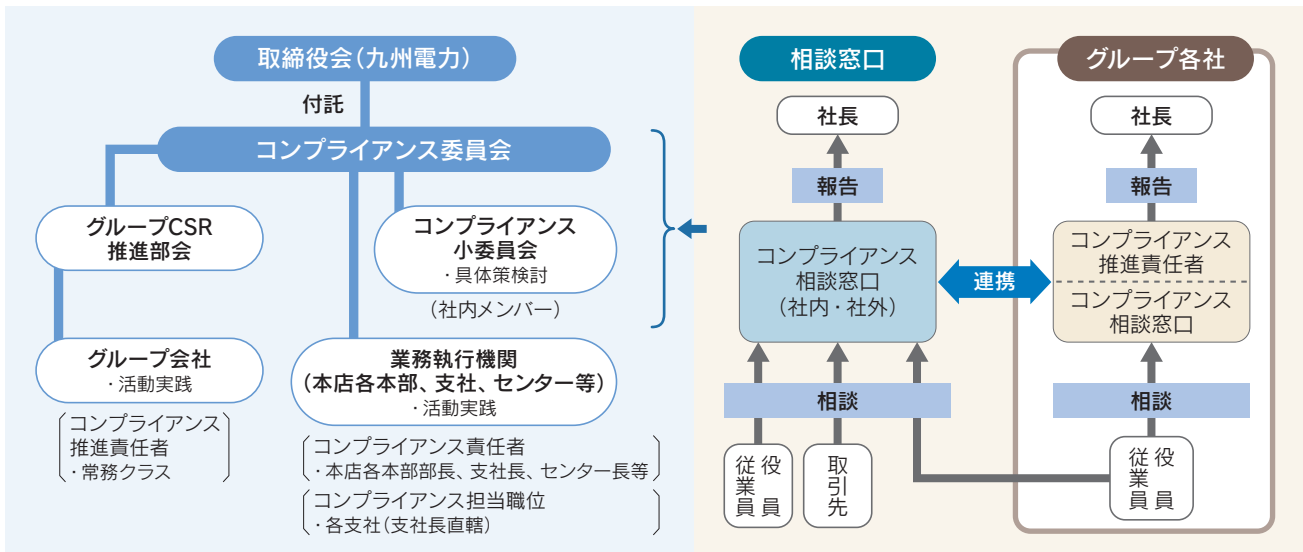 取締役会(九州電力)
付託
コンプライアンス委員会
グループCSR
推進部会
コンプライアンス
小委員会
・具体策検討
(社内メンバー)
グループ会社
・活動実践
コンプライアンス
推進責任者
・常務クラス
業務執行機関
(本店各本部、支社、センター等)
・活動実践
コンプライアンス責任者
・本店各本部部長、支社長、センター長等
コンプライアンス担当職位
・各支社(支社長直轄)
相談窓口
社長
報告
コンプライアンス
相談窓口
(社内・社外)
連携
相談
役員
従業員
取引先
グループ各社
社長
報告
コンプライアンス
推進責任者
コンプライアンス
相談窓口
相談
役員
従業員